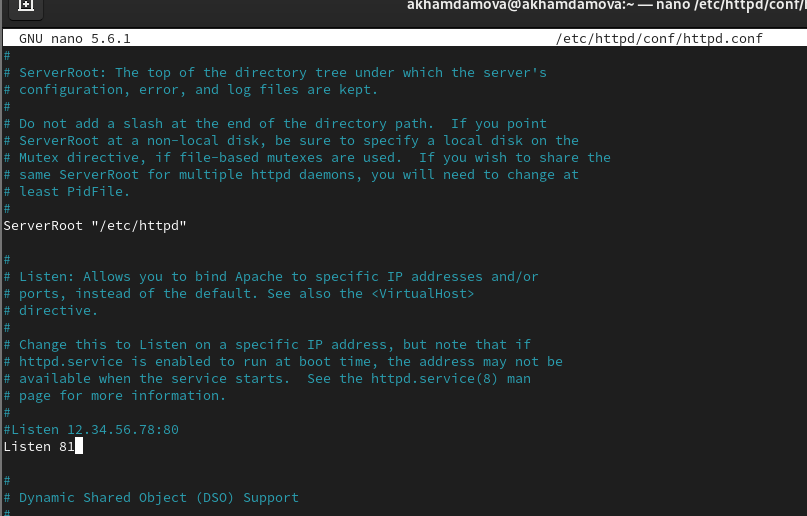 akhamdamova@akhamdamova:~ — nano /etc/httpd/conf/
GNU nano 5.6.1 /etc/httpd/conf/httpd.conf
#
# ServerRoot: The top of the directory tree under which the server's
# configuration, error, and log files are kept.
#
# Do not add a slash at the end of the directory path.  If you point
# ServerRoot at a non-local disk, be sure to specify a local disk on the
# Mutex directive, if file-based mutexes are used.  If you wish to share the
# same ServerRoot for multiple httpd daemons, you will need to change at
# least PidFile.
#
ServerRoot "/etc/httpd"
#
# Listen: Allows you to bind Apache to specific IP addresses and/or
# ports, instead of the default. See also the <VirtualHost>
# directive.
#
# Change this to Listen on a specific IP address, but note that if
# httpd.service is enabled to run at boot time, the address may not be
# available when the service starts.  See the httpd.service(8) man
# page for more information.
#
#Listen 12.34.56.78:80
Listen 81
#
# Dynamic Shared Object (DSO) Support
#